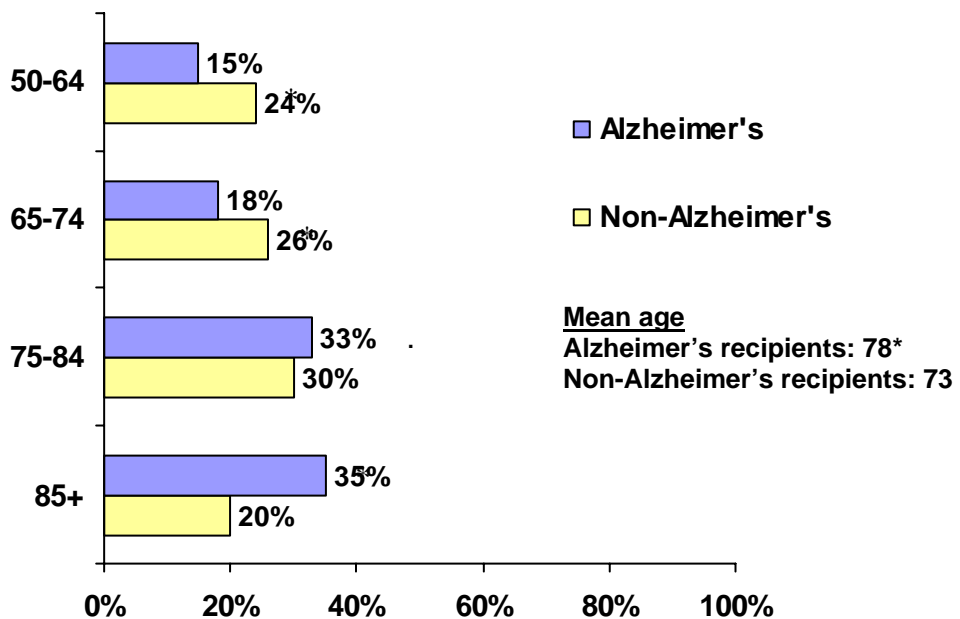 50-64
15%
24%*
Alzheimer's
65-74
18%
26%*
Non-Alzheimer's
75-84
33%
30%
Mean age
Alzheimer’s recipients: 78*
Non-Alzheimer’s recipients: 73
85+
35%*
20%
0% 20% 40% 60% 80% 100%